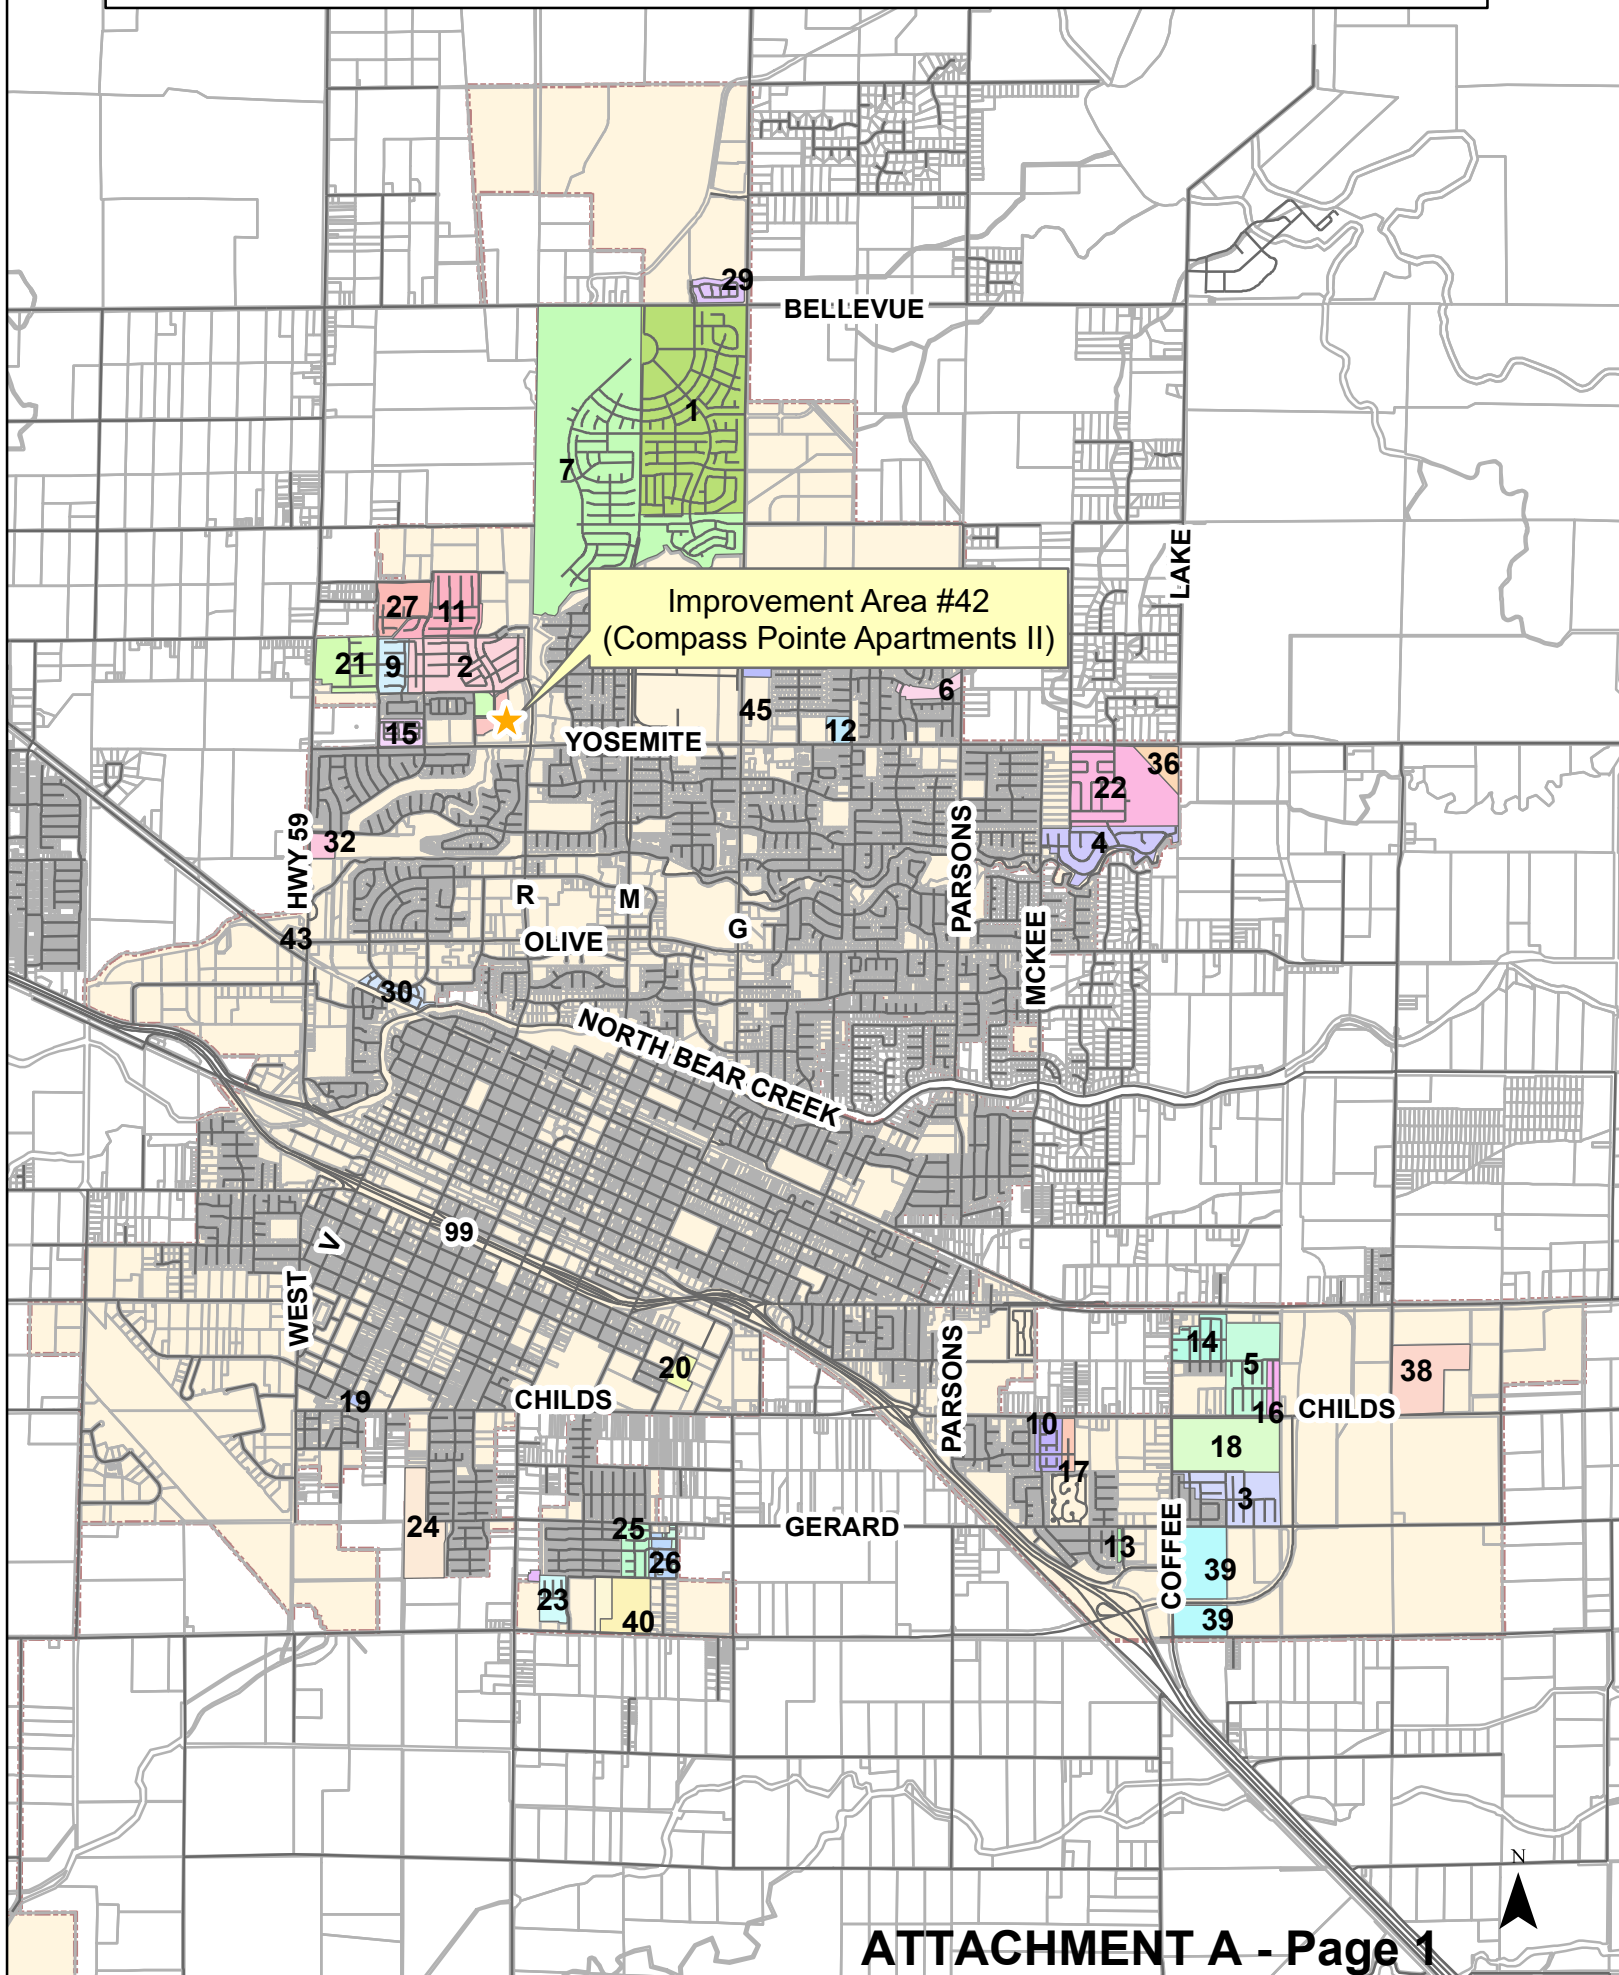 29
BELLEVUE
1
7
LAKE
Improvement Area #42
(Compass Pointe Apartments II)
27
11
21
9
2
6
45
12
15
YOSEMITE
36
22
HWY 59
32
PARSONS
4
R
M
G
MCKEE
43
OLIVE
30
NORTH BEAR CREEK
99
V
WEST
PARSONS
14
5
38
20
19
CHILDS
16
CHILDS
10
18
17
3
24
25
GERARD
COFFEE
13
26
39
23
40
39
N
ATTACHMENT A - Page 1